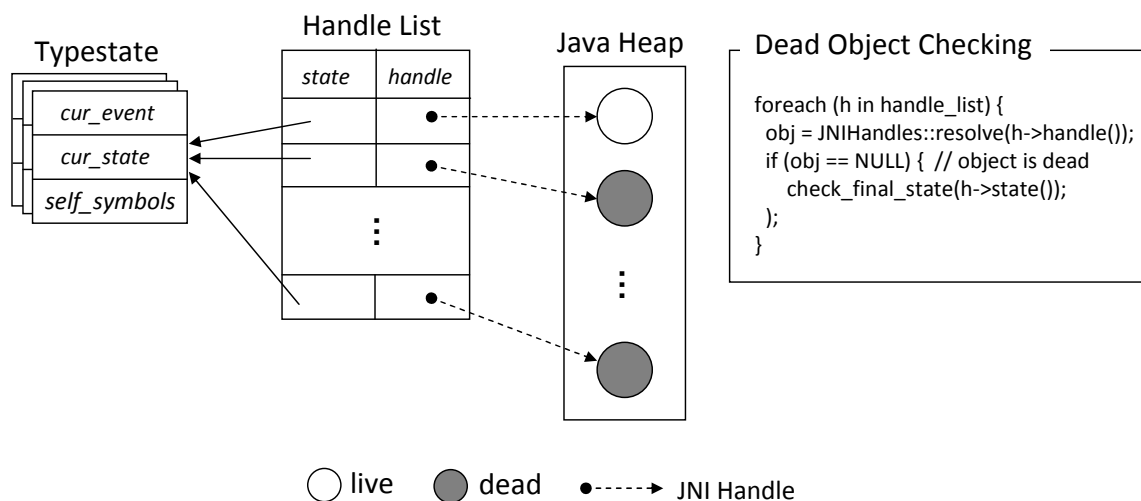 Typestate
cur_event
cur_state
self_symbols
Handle List
state handle
Java Heap
Dead Object Checking
foreach (h in handle_list) {
obj = JNIHandles::resolve(h->handle());
if (obj == NULL) { // object is dead
check_final_state(h->state());
);
}
live dead JNI Handle